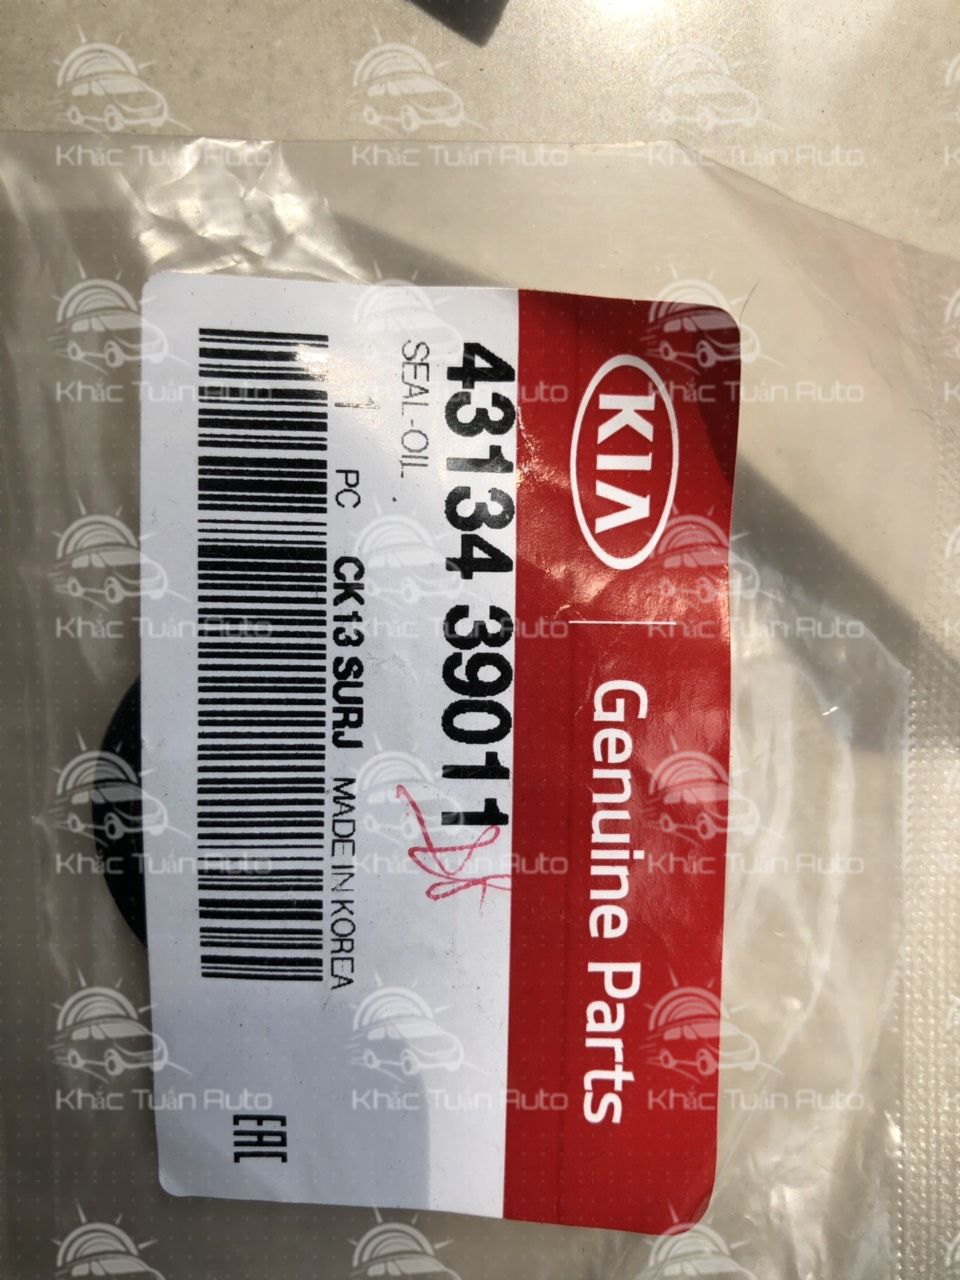 KIA Genuine Parts
43134 39011
SEAL-OIL
1 PC CK13 SURJ MADE IN KOREA
EAC
Khắc Tuấn Auto